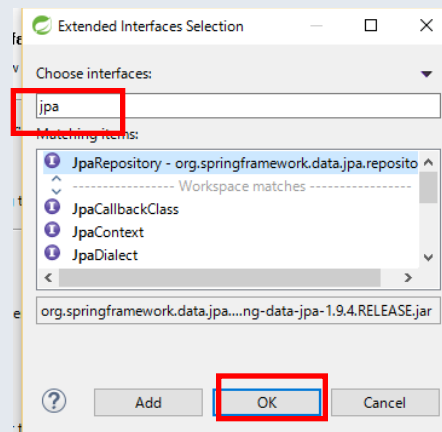 Extended Interfaces Selection
Choose interfaces:
jpa
Matching items:
JpaRepository - org.springframework.data.jpa.reposito
Workspace matches
JpaCallbackClass
JpaContext
JpaDialect
org.springframework.data.jpa....ng-data-jpa-1.9.4.RELEASE.jar
Add OK Cancel